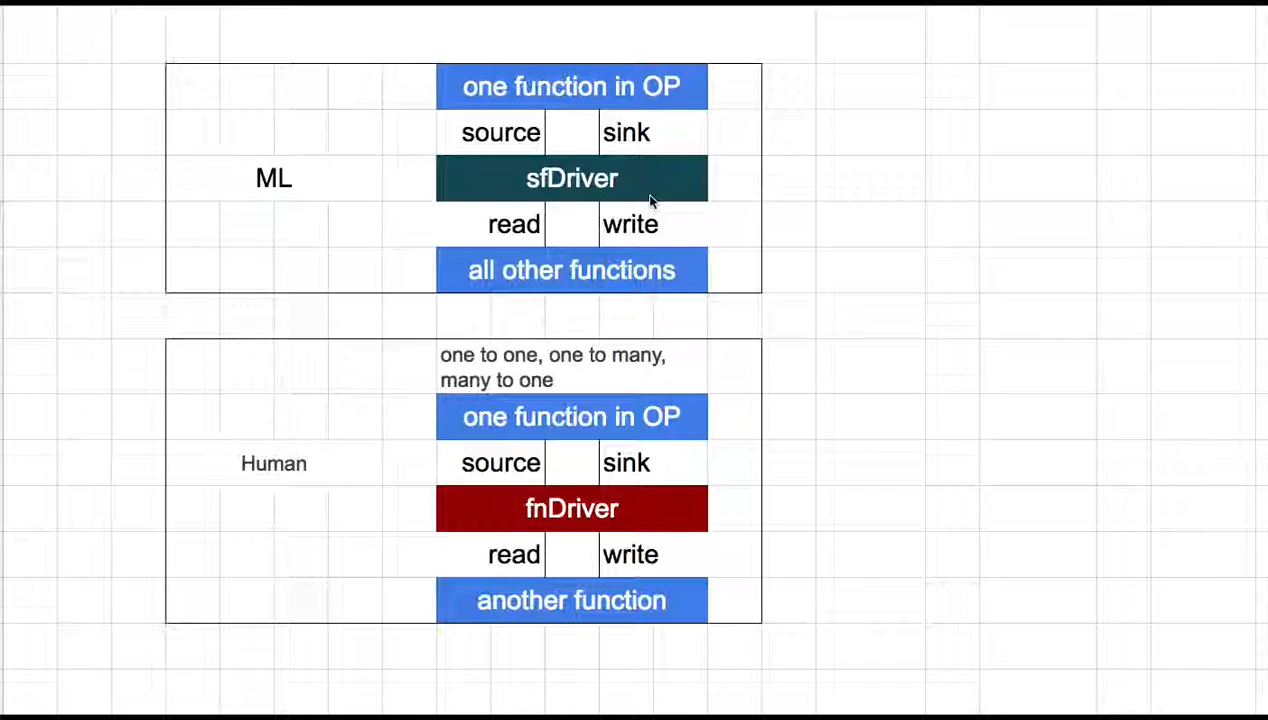 one function in OP
source sink
ML
sfDriver
read write
all other functions
one to one, one to many,
many to one
one function in OP
Human
source sink
fnDriver
read write
another function